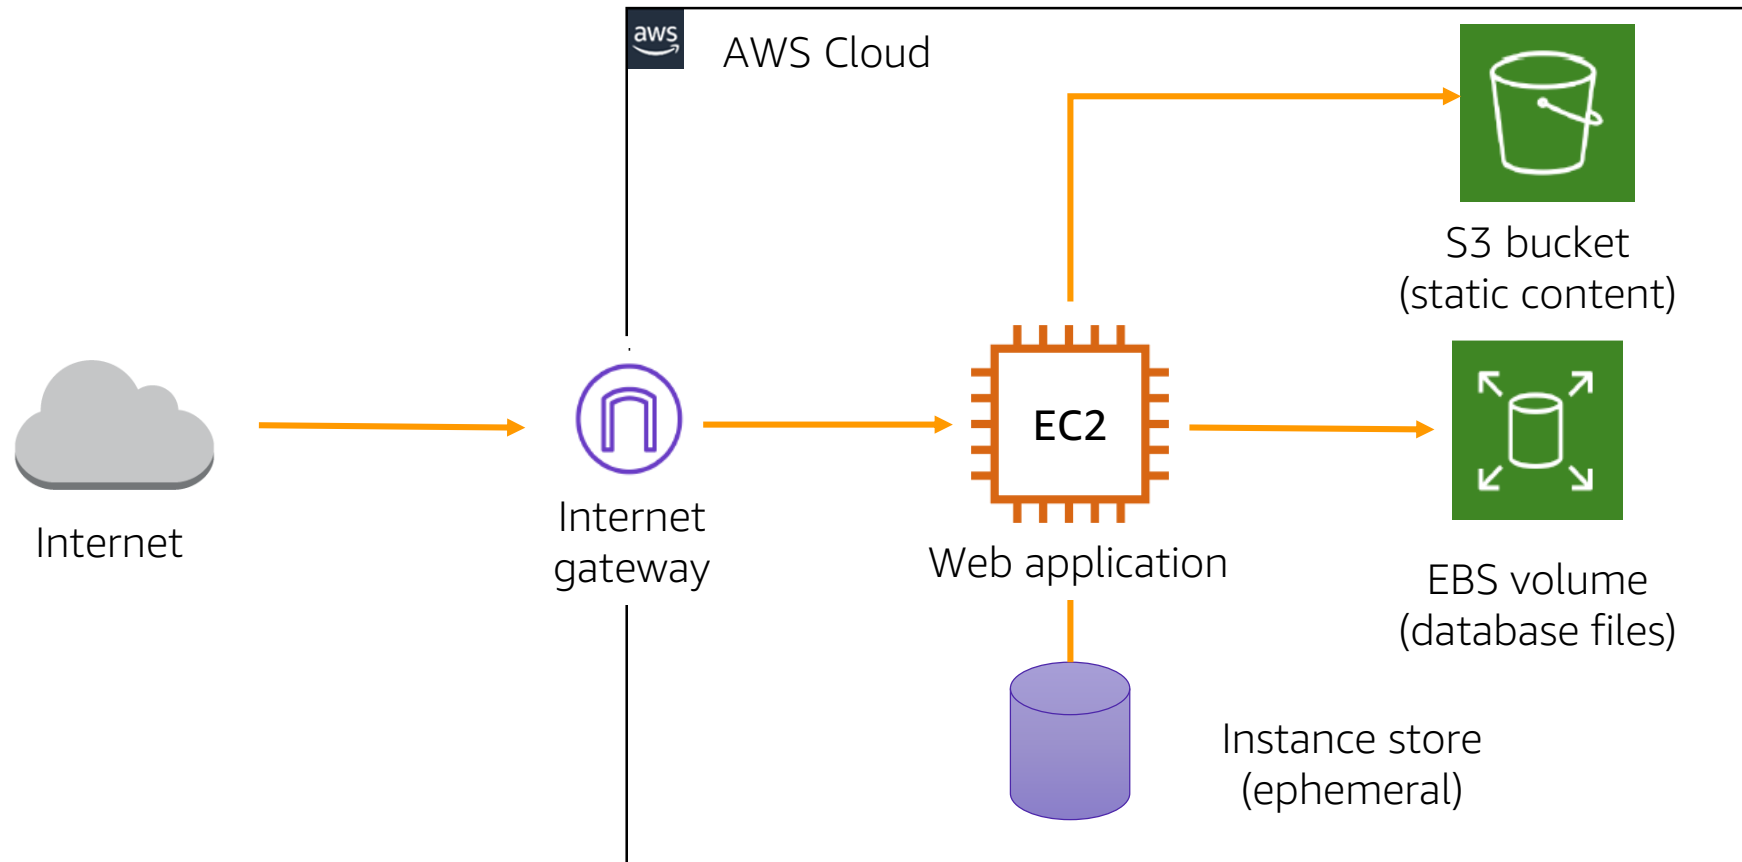 aws
AWS Cloud
S3 bucket
(static content)
EC2
Internet
Internet
gateway
Web application
EBS volume
(database files)
Instance store
(ephemeral)